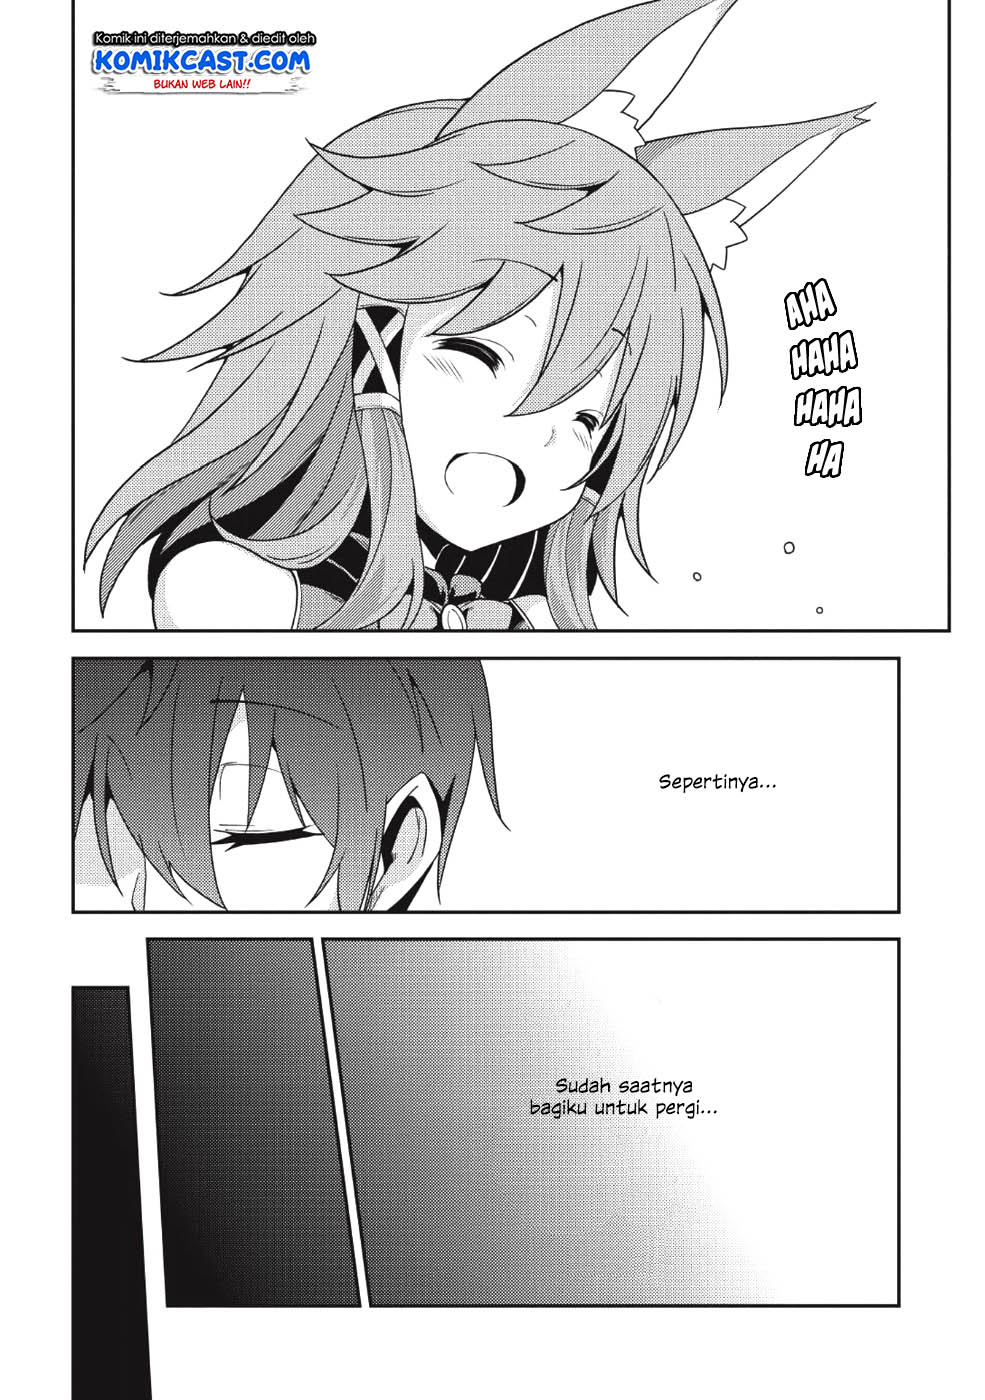 Komik ini diterjemahkan & diedit oleh
KOMIKCAST.COM
BUKAN WEB LAIN!!
AHA
HAHA
HAHA
HA
Sepertinya...
Sudah saatnya
bagiku untuk pergi...